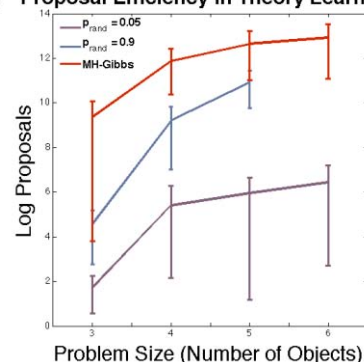 Proposal Efficiency in Theory Learn
p_rand = 0.05
p_rand = 0.9
MH-Gibbs
Log Proposals
14
12
10
8
6
4
2
0
3 4 5 6
Problem Size (Number of Objects)